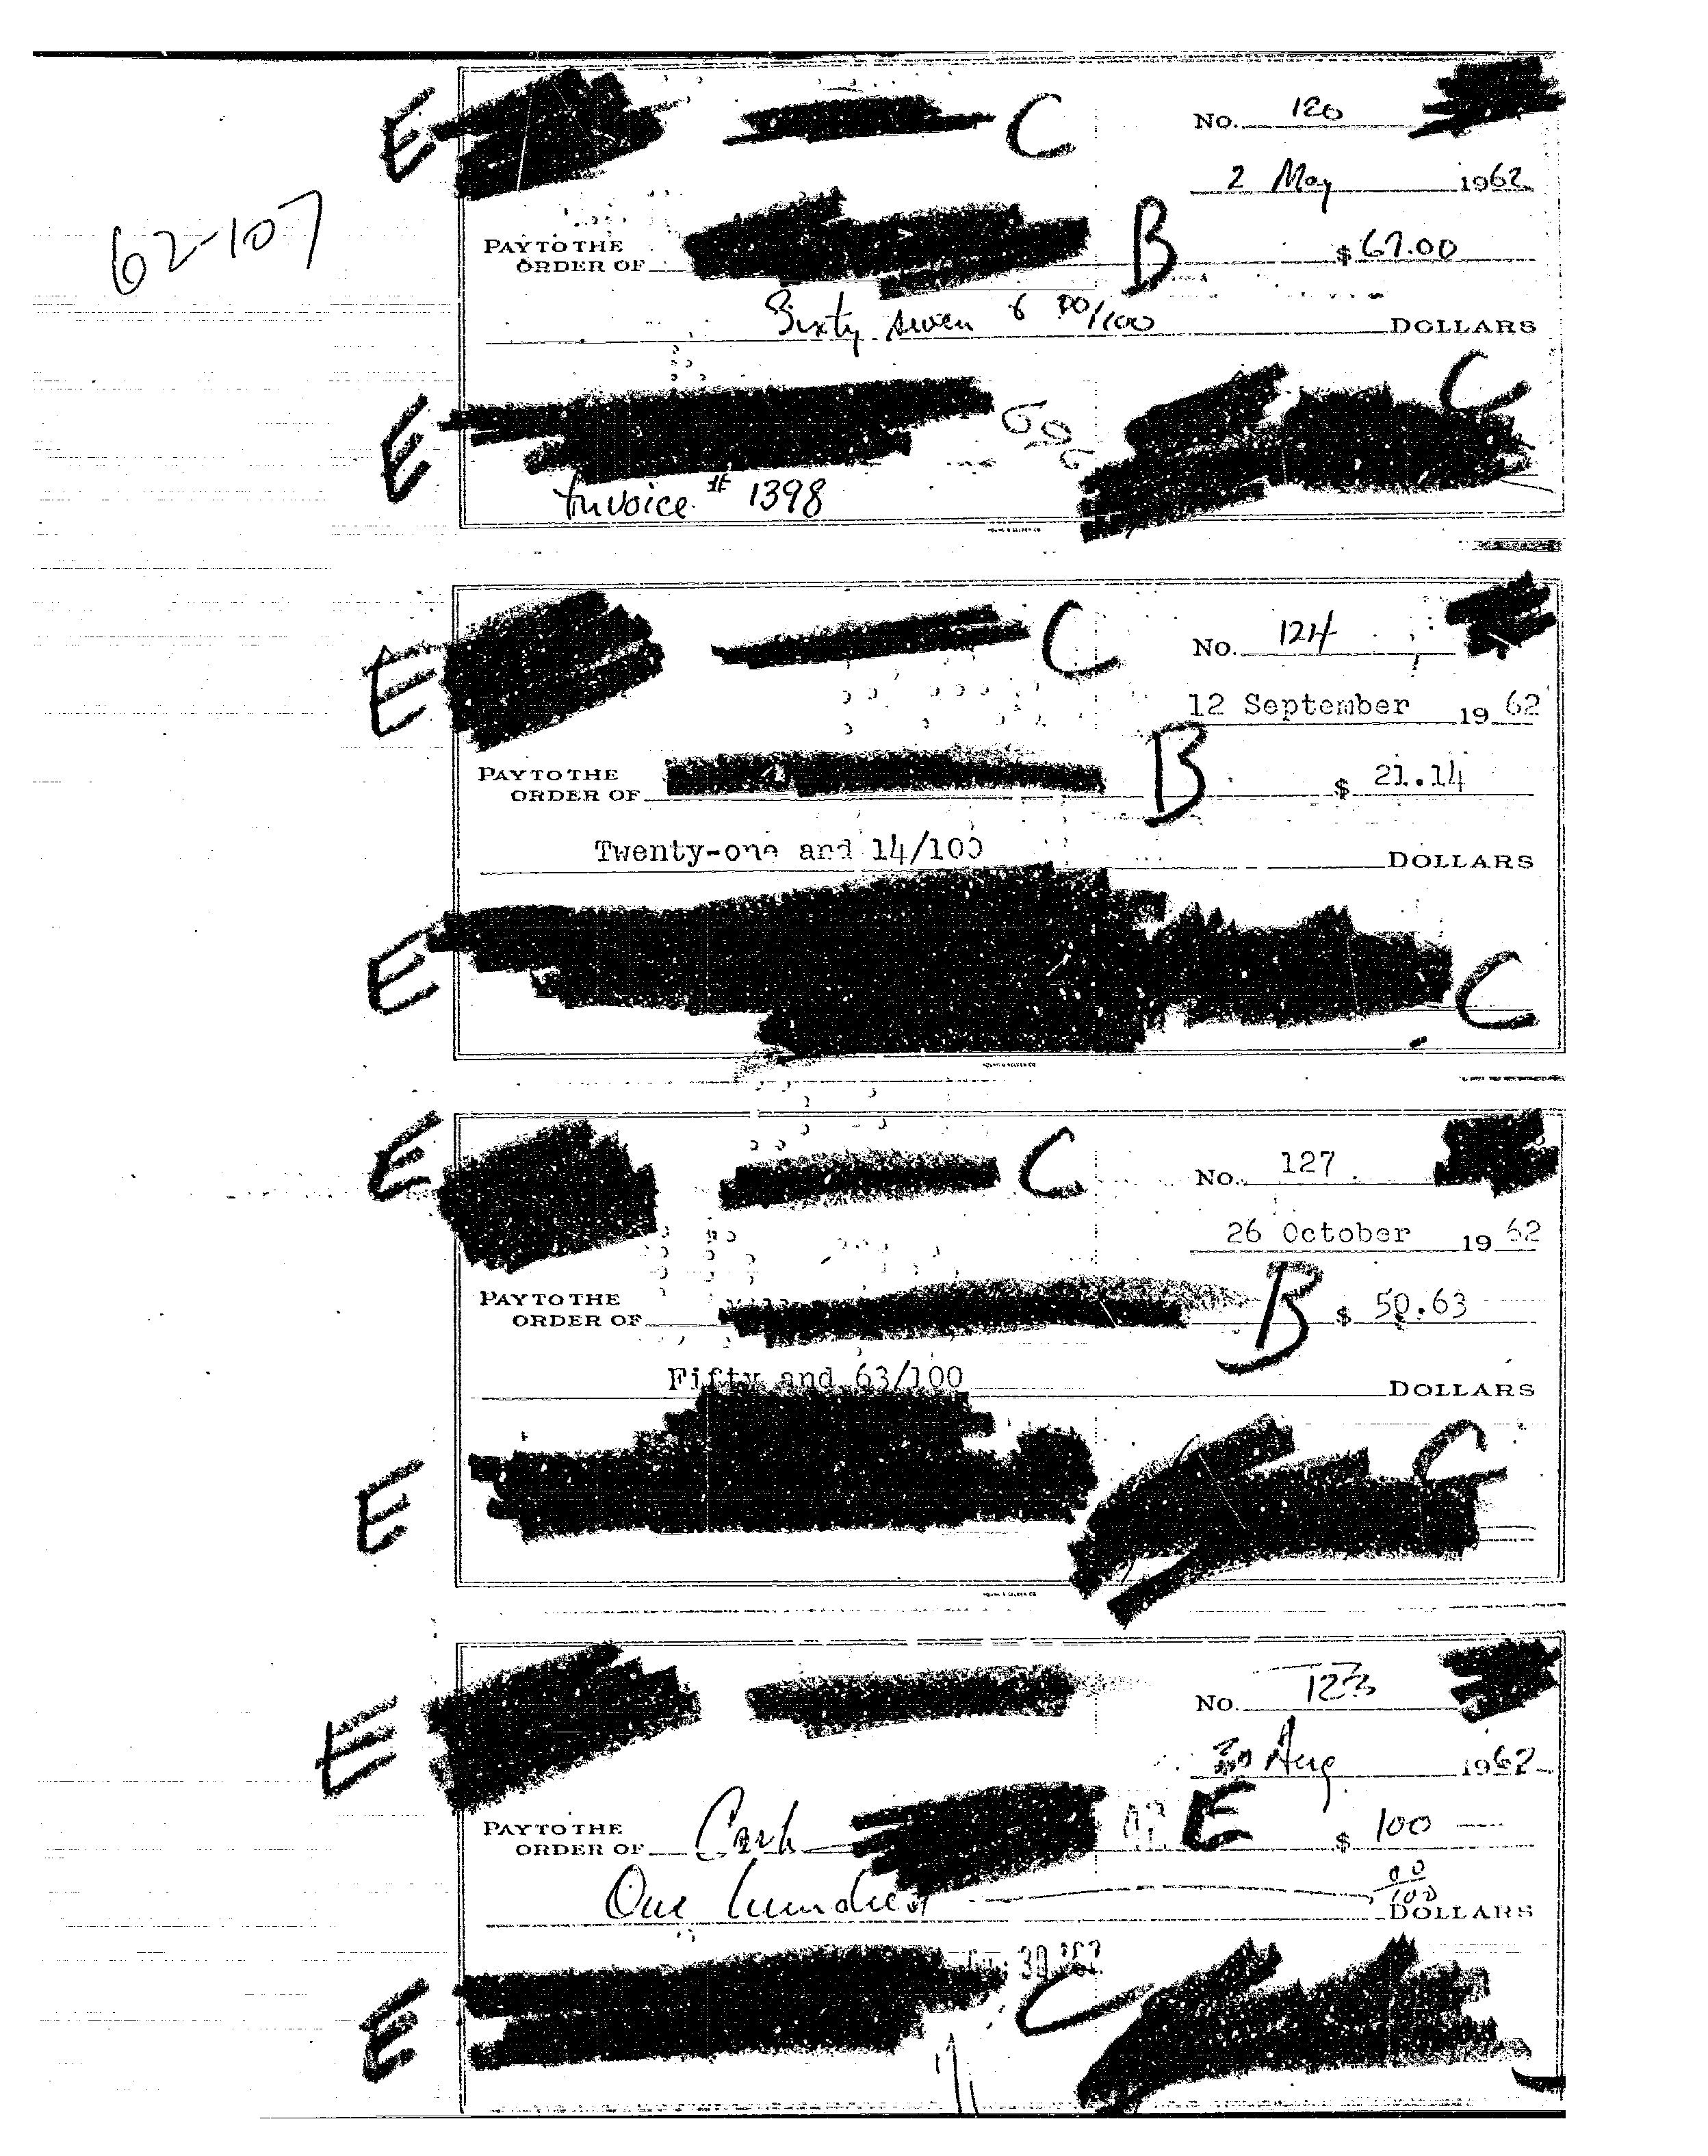 E C No. 120
2 May 1962
62-107
PAY TO THE
ORDER OF B $ 67.00
Sixty seven & 00/100 DOLLARS
C
E 696
Invoice # 1398
E C No. 124
12 September 19 62
PAY TO THE
ORDER OF B $ 21.14
Twenty-one and 14/100 DOLLARS
E C
E C No. 127
26 October 19 62
PAY TO THE
ORDER OF B $ 50.63
Fifty and 63/100 DOLLARS
E C
E No. 123
30 Aug 1962
PAY TO THE
ORDER OF Cash E $ 100
One hundred 00/100
DOLLARS
30
E C